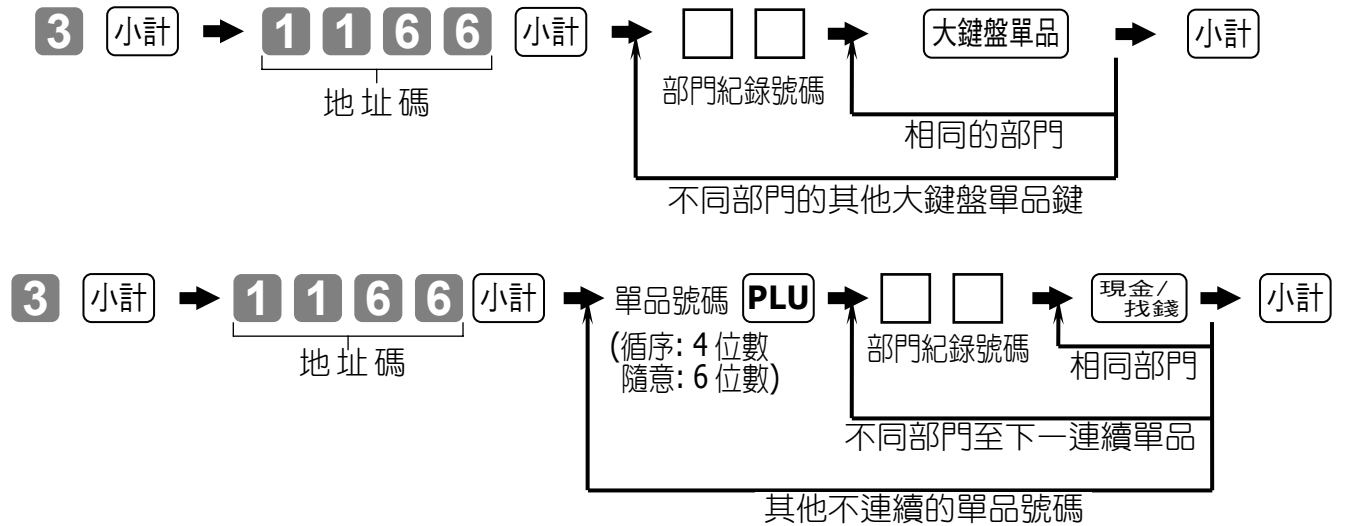 3 小計 1 1 6 6 小計 大鍵盤單品 小計
地址碼
部門紀錄號碼
相同的部門
不同部門的其他大鍵盤單品鍵
3 小計 1 1 6 6 小計 單品號碼 PLU 現金/找錢 小計
地址碼
(循序: 4 位數
隨意: 6 位數)
部門紀錄號碼
相同部門
不同部門至下一連續單品
其他不連續的單品號碼